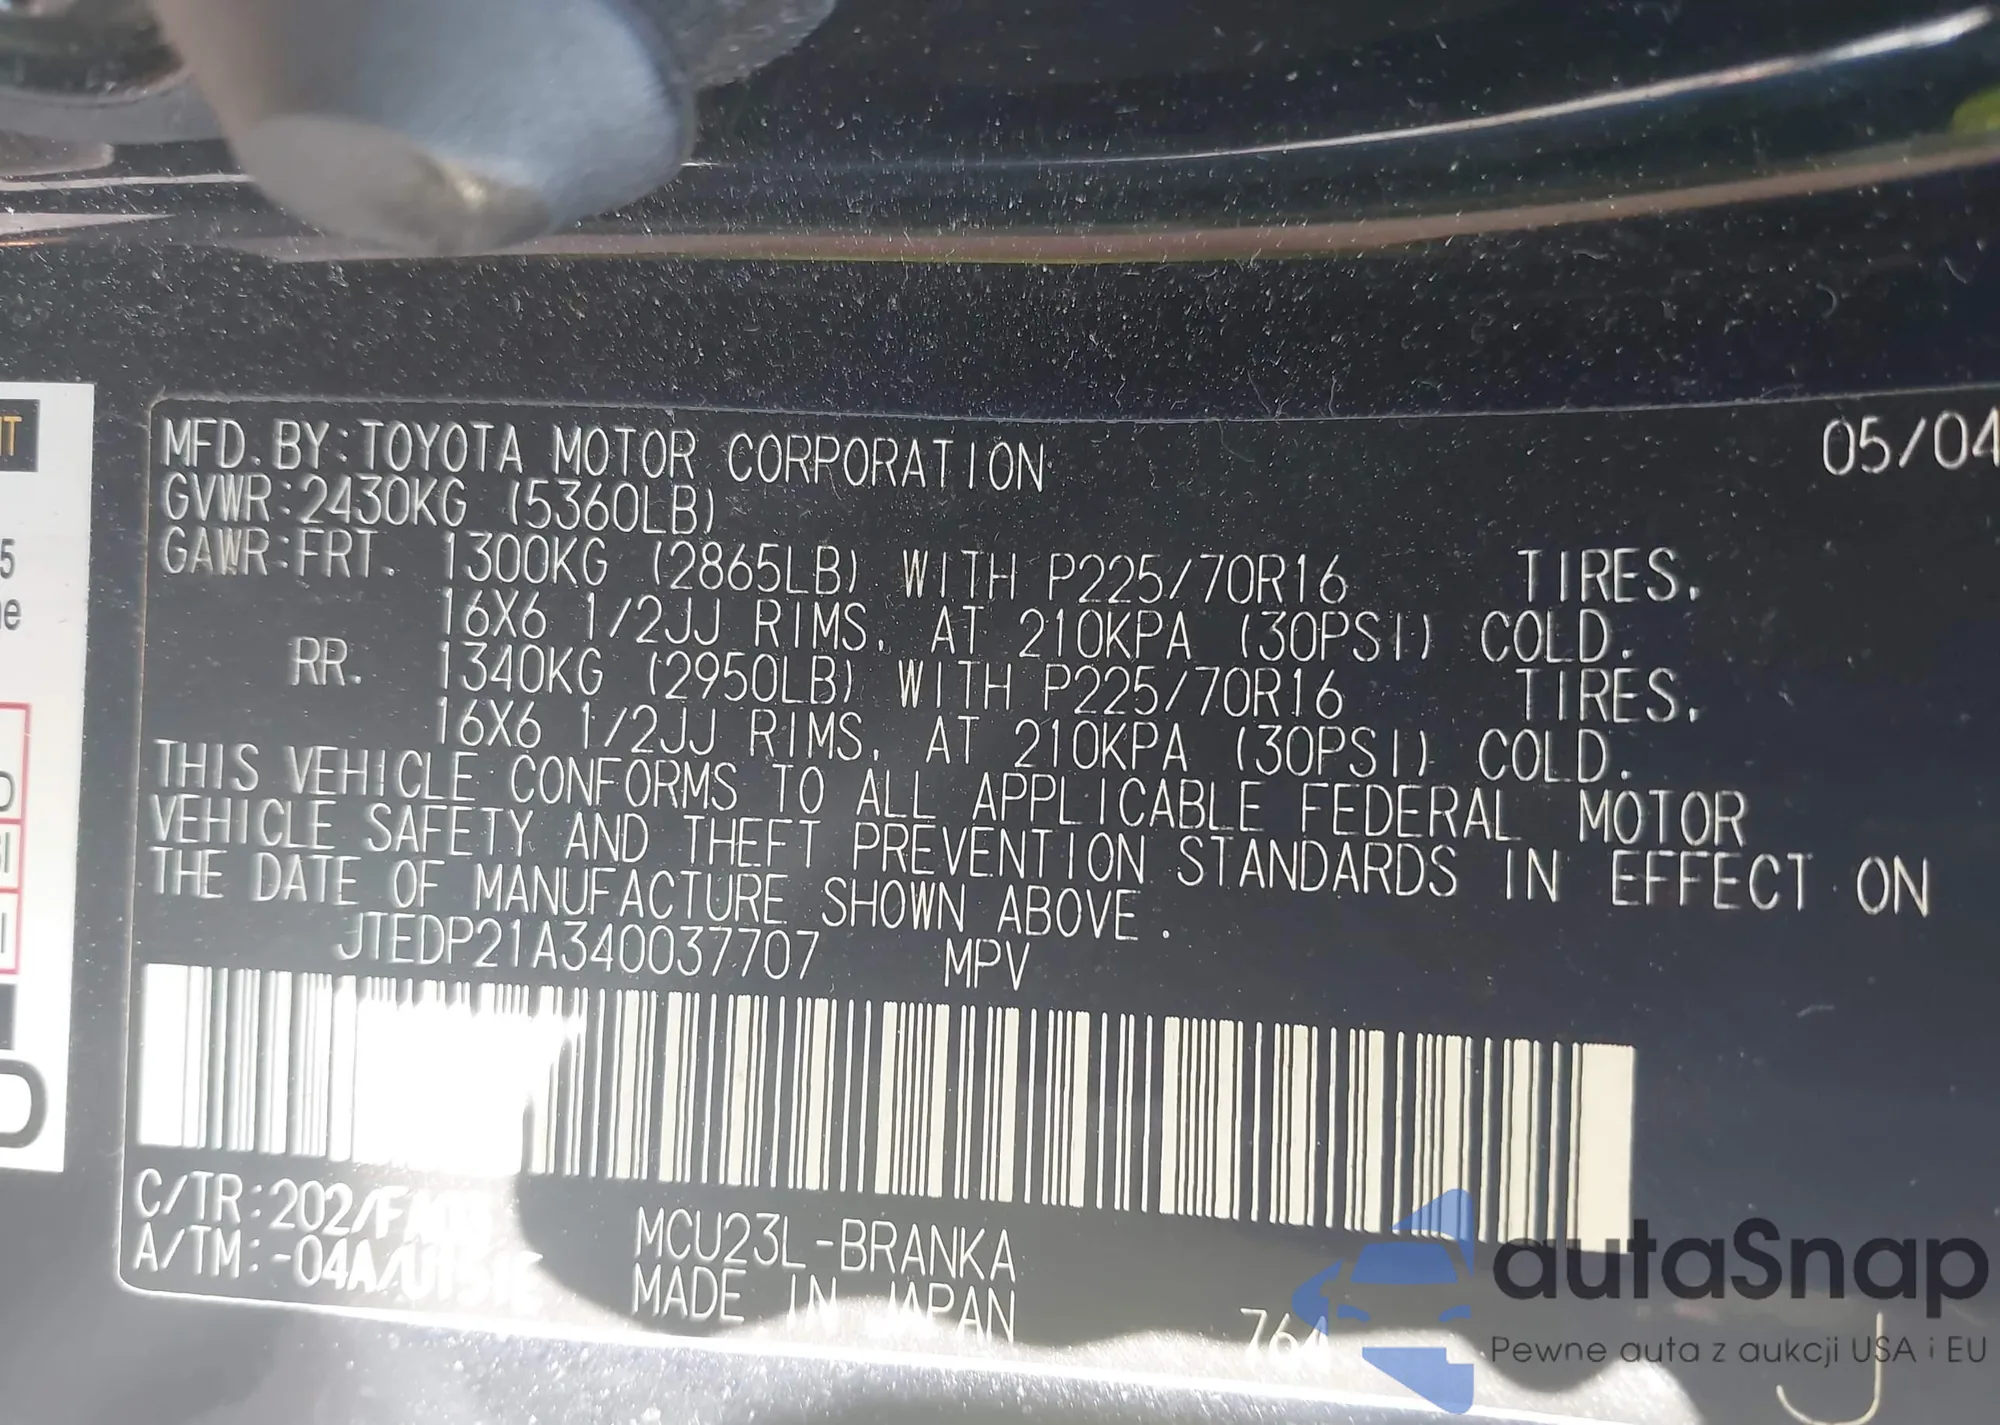 MFD. BY: TOYOTA MOTOR CORPORATION 05/04
GVWR: 2430KG (5360LB)
GAWR: FRT. 1300KG (2865LB) WITH P225/70R16 TIRES,
16X6 1/2JJ RIMS, AT 210KPA (30PSI) COLD.
RR. 1340KG (2950LB) WITH P225/70R16 TIRES,
16X6 1/2JJ RIMS, AT 210KPA (30PSI) COLD.
THIS VEHICLE CONFORMS TO ALL APPLICABLE FEDERAL MOTOR
VEHICLE SAFETY AND THEFT PREVENTION STANDARDS IN EFFECT ON
THE DATE OF MANUFACTURE SHOWN ABOVE.
JTEDP21A340037707 MPV
C/TR: 202/ MCU23L-BRANKA
A/TM: -04A/ MADE IN JAPAN
764
J
autaSnap
Pewne auta z aukcji USA i EU